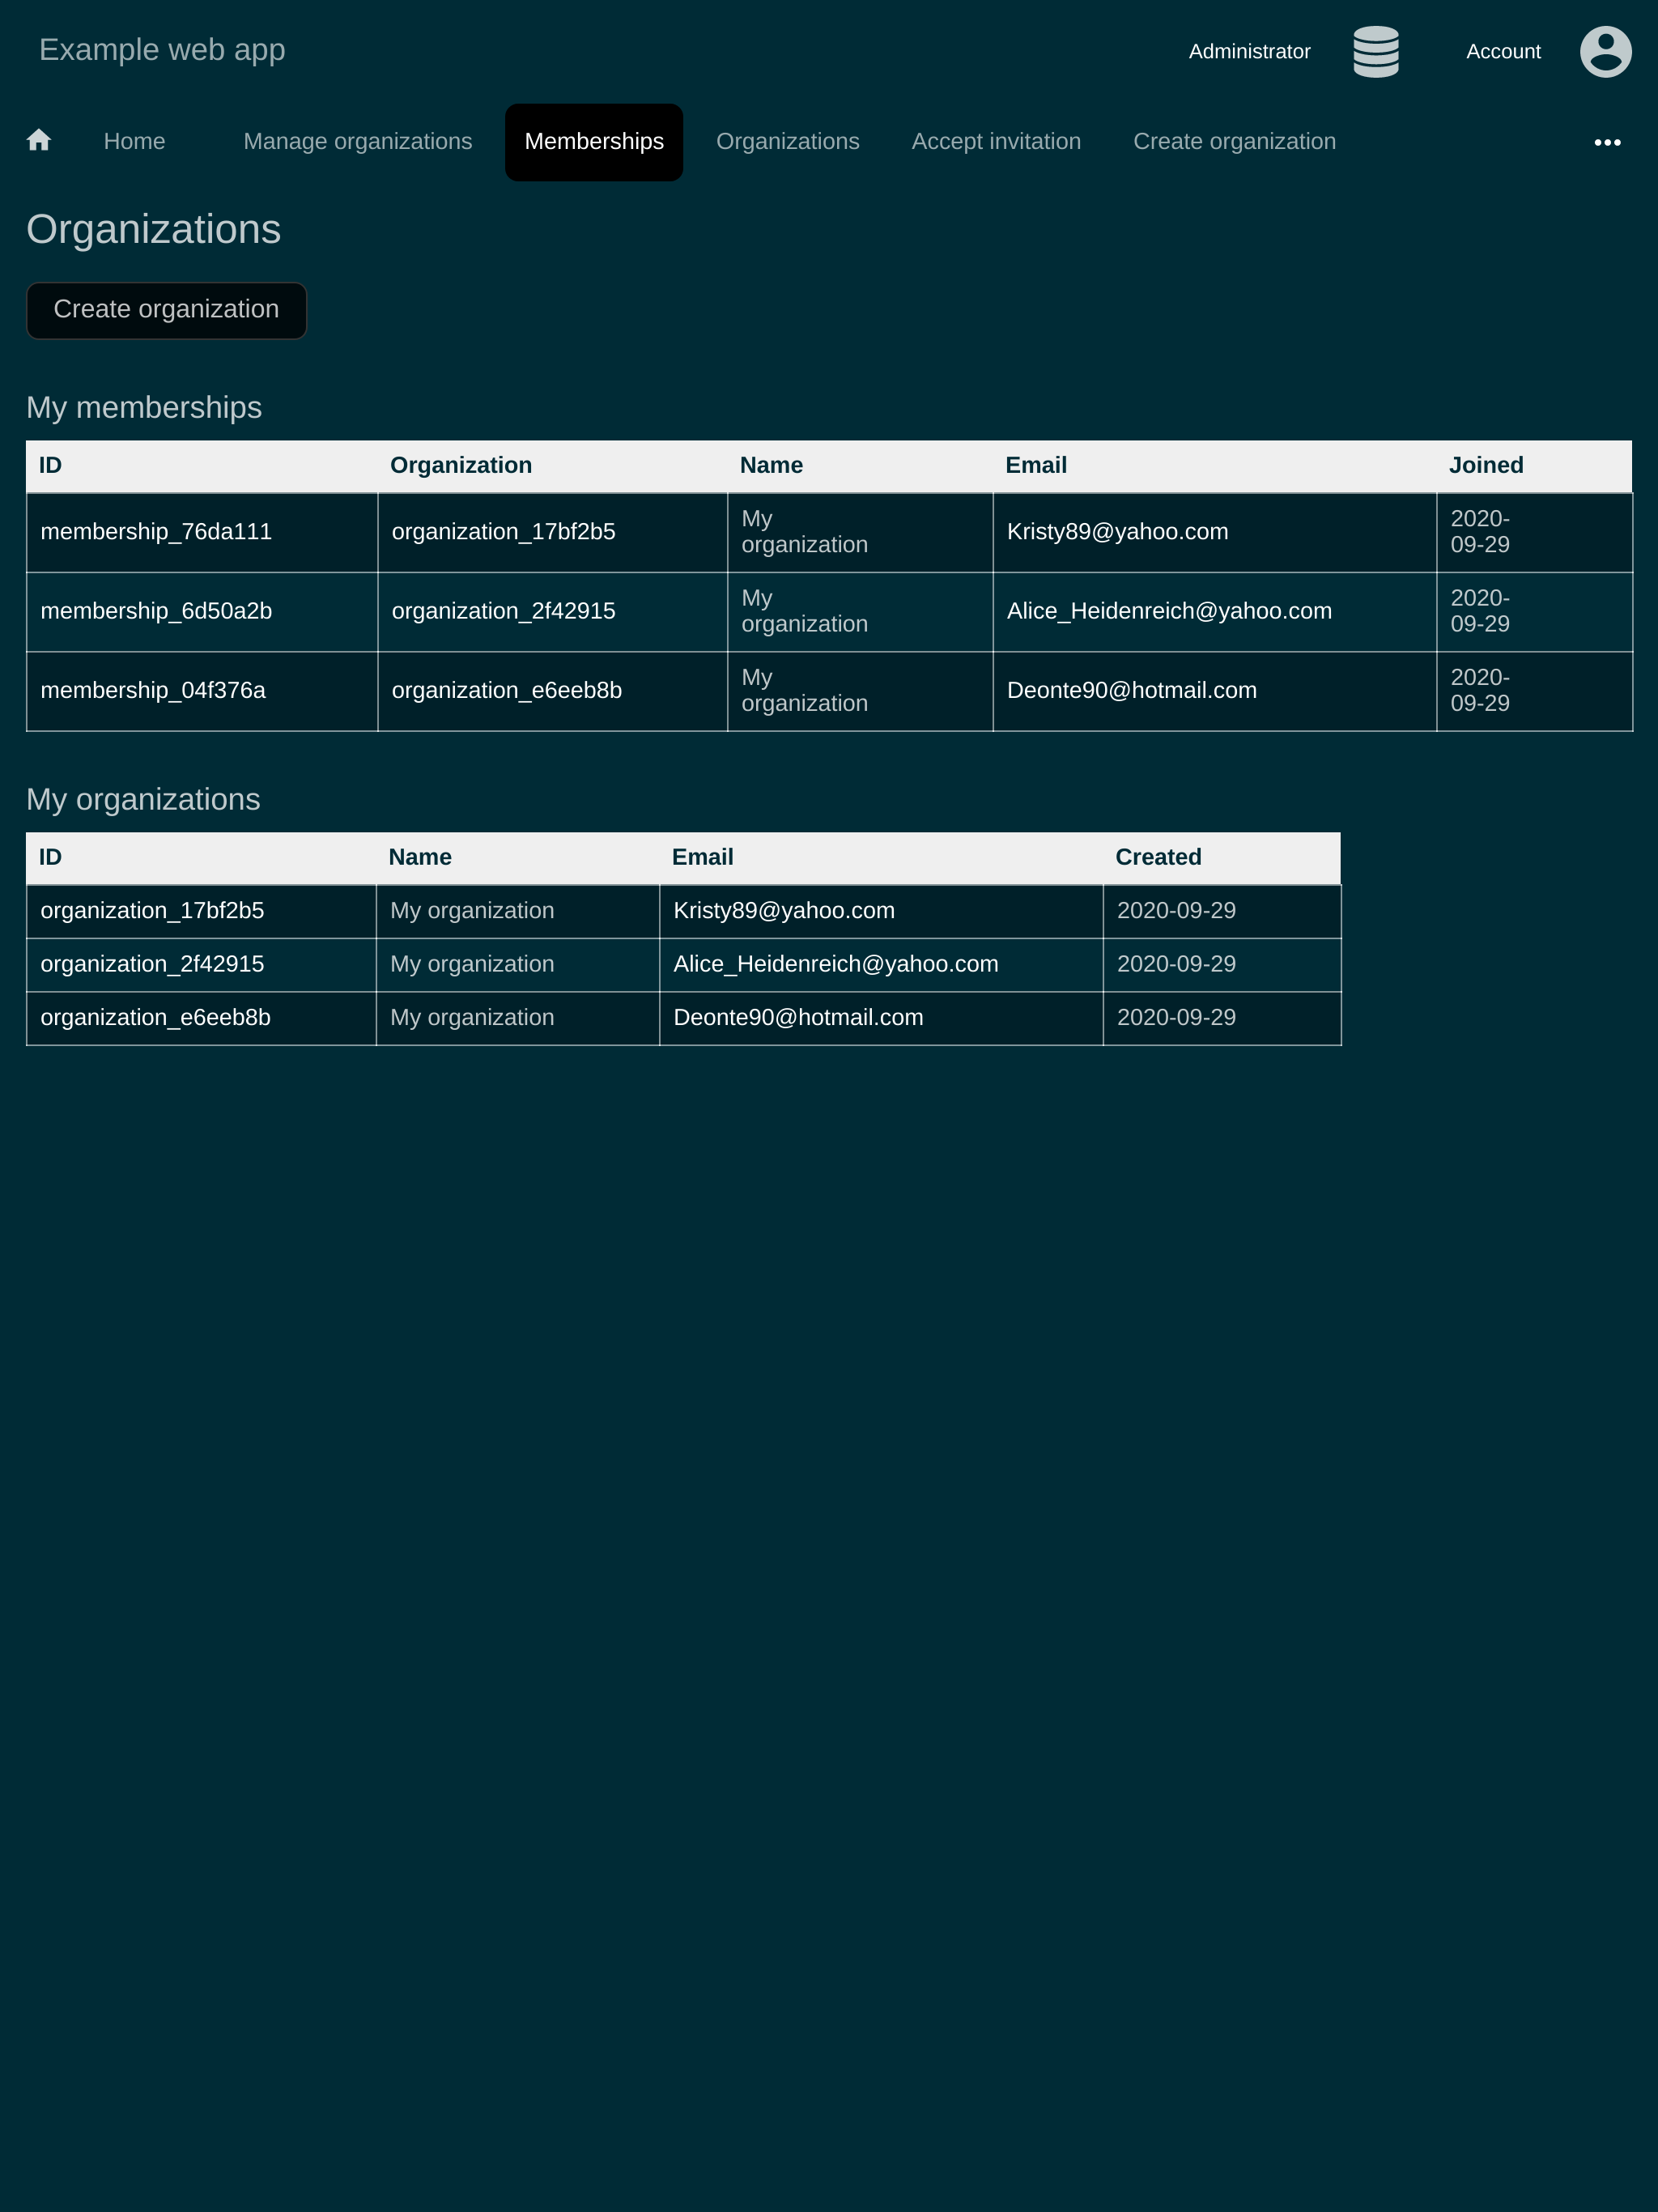 Example web app
Administrator
Account
Home Manage organizations Memberships Organizations Accept invitation Create organization
Organizations
Create organization
My memberships
ID Organization Name Email Joined
membership_76da111 organization_17bf2b5 My organization Kristy89@yahoo.com 2020-09-29
membership_6d50a2b organization_2f42915 My organization Alice_Heidenreich@yahoo.com 2020-09-29
membership_04f376a organization_e6eeb8b My organization Deonte90@hotmail.com 2020-09-29
My organizations
ID Name Email Created
organization_17bf2b5 My organization Kristy89@yahoo.com 2020-09-29
organization_2f42915 My organization Alice_Heidenreich@yahoo.com 2020-09-29
organization_e6eeb8b My organization Deonte90@hotmail.com 2020-09-29